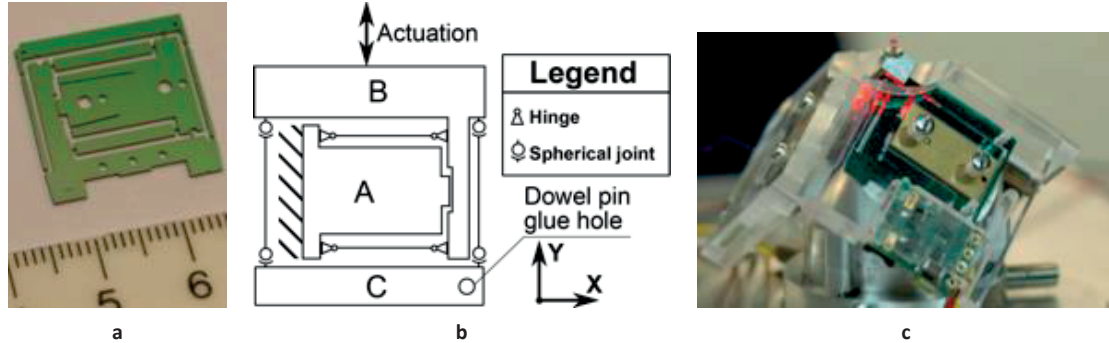 5
6
a
Actuation
B
A
C
Y
X
Legend
Hinge
Spherical joint
Dowel pin
glue hole
b
c